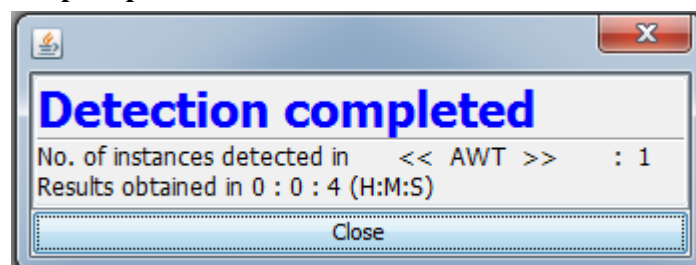 Detection completed
No. of instances detected in << AWT >> : 1
Results obtained in 0 : 0 : 4 (H:M:S)
Close